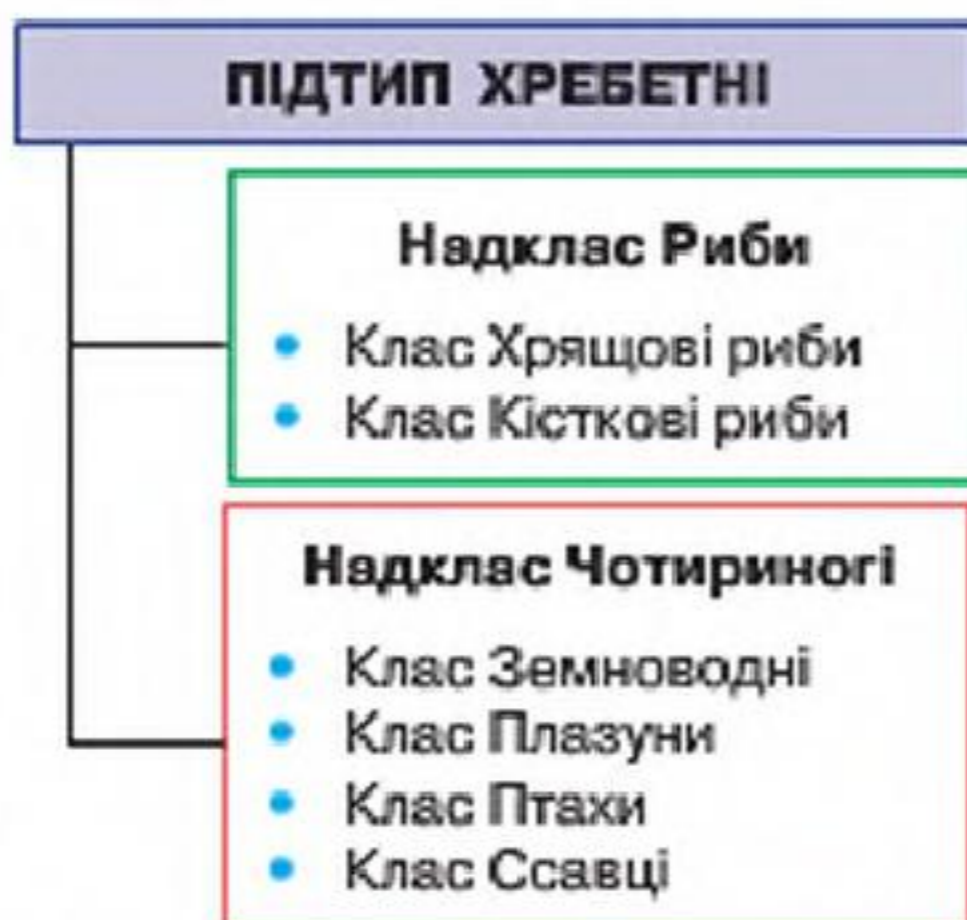 ПІДТИП ХРЕБЕТНІ
Надклас Риби
Клас Хрящові риби
Клас Кісткові риби
Надклас Чотириногі
Клас Земноводні
Клас Плазуни
Клас Птахи
Клас Ссавці